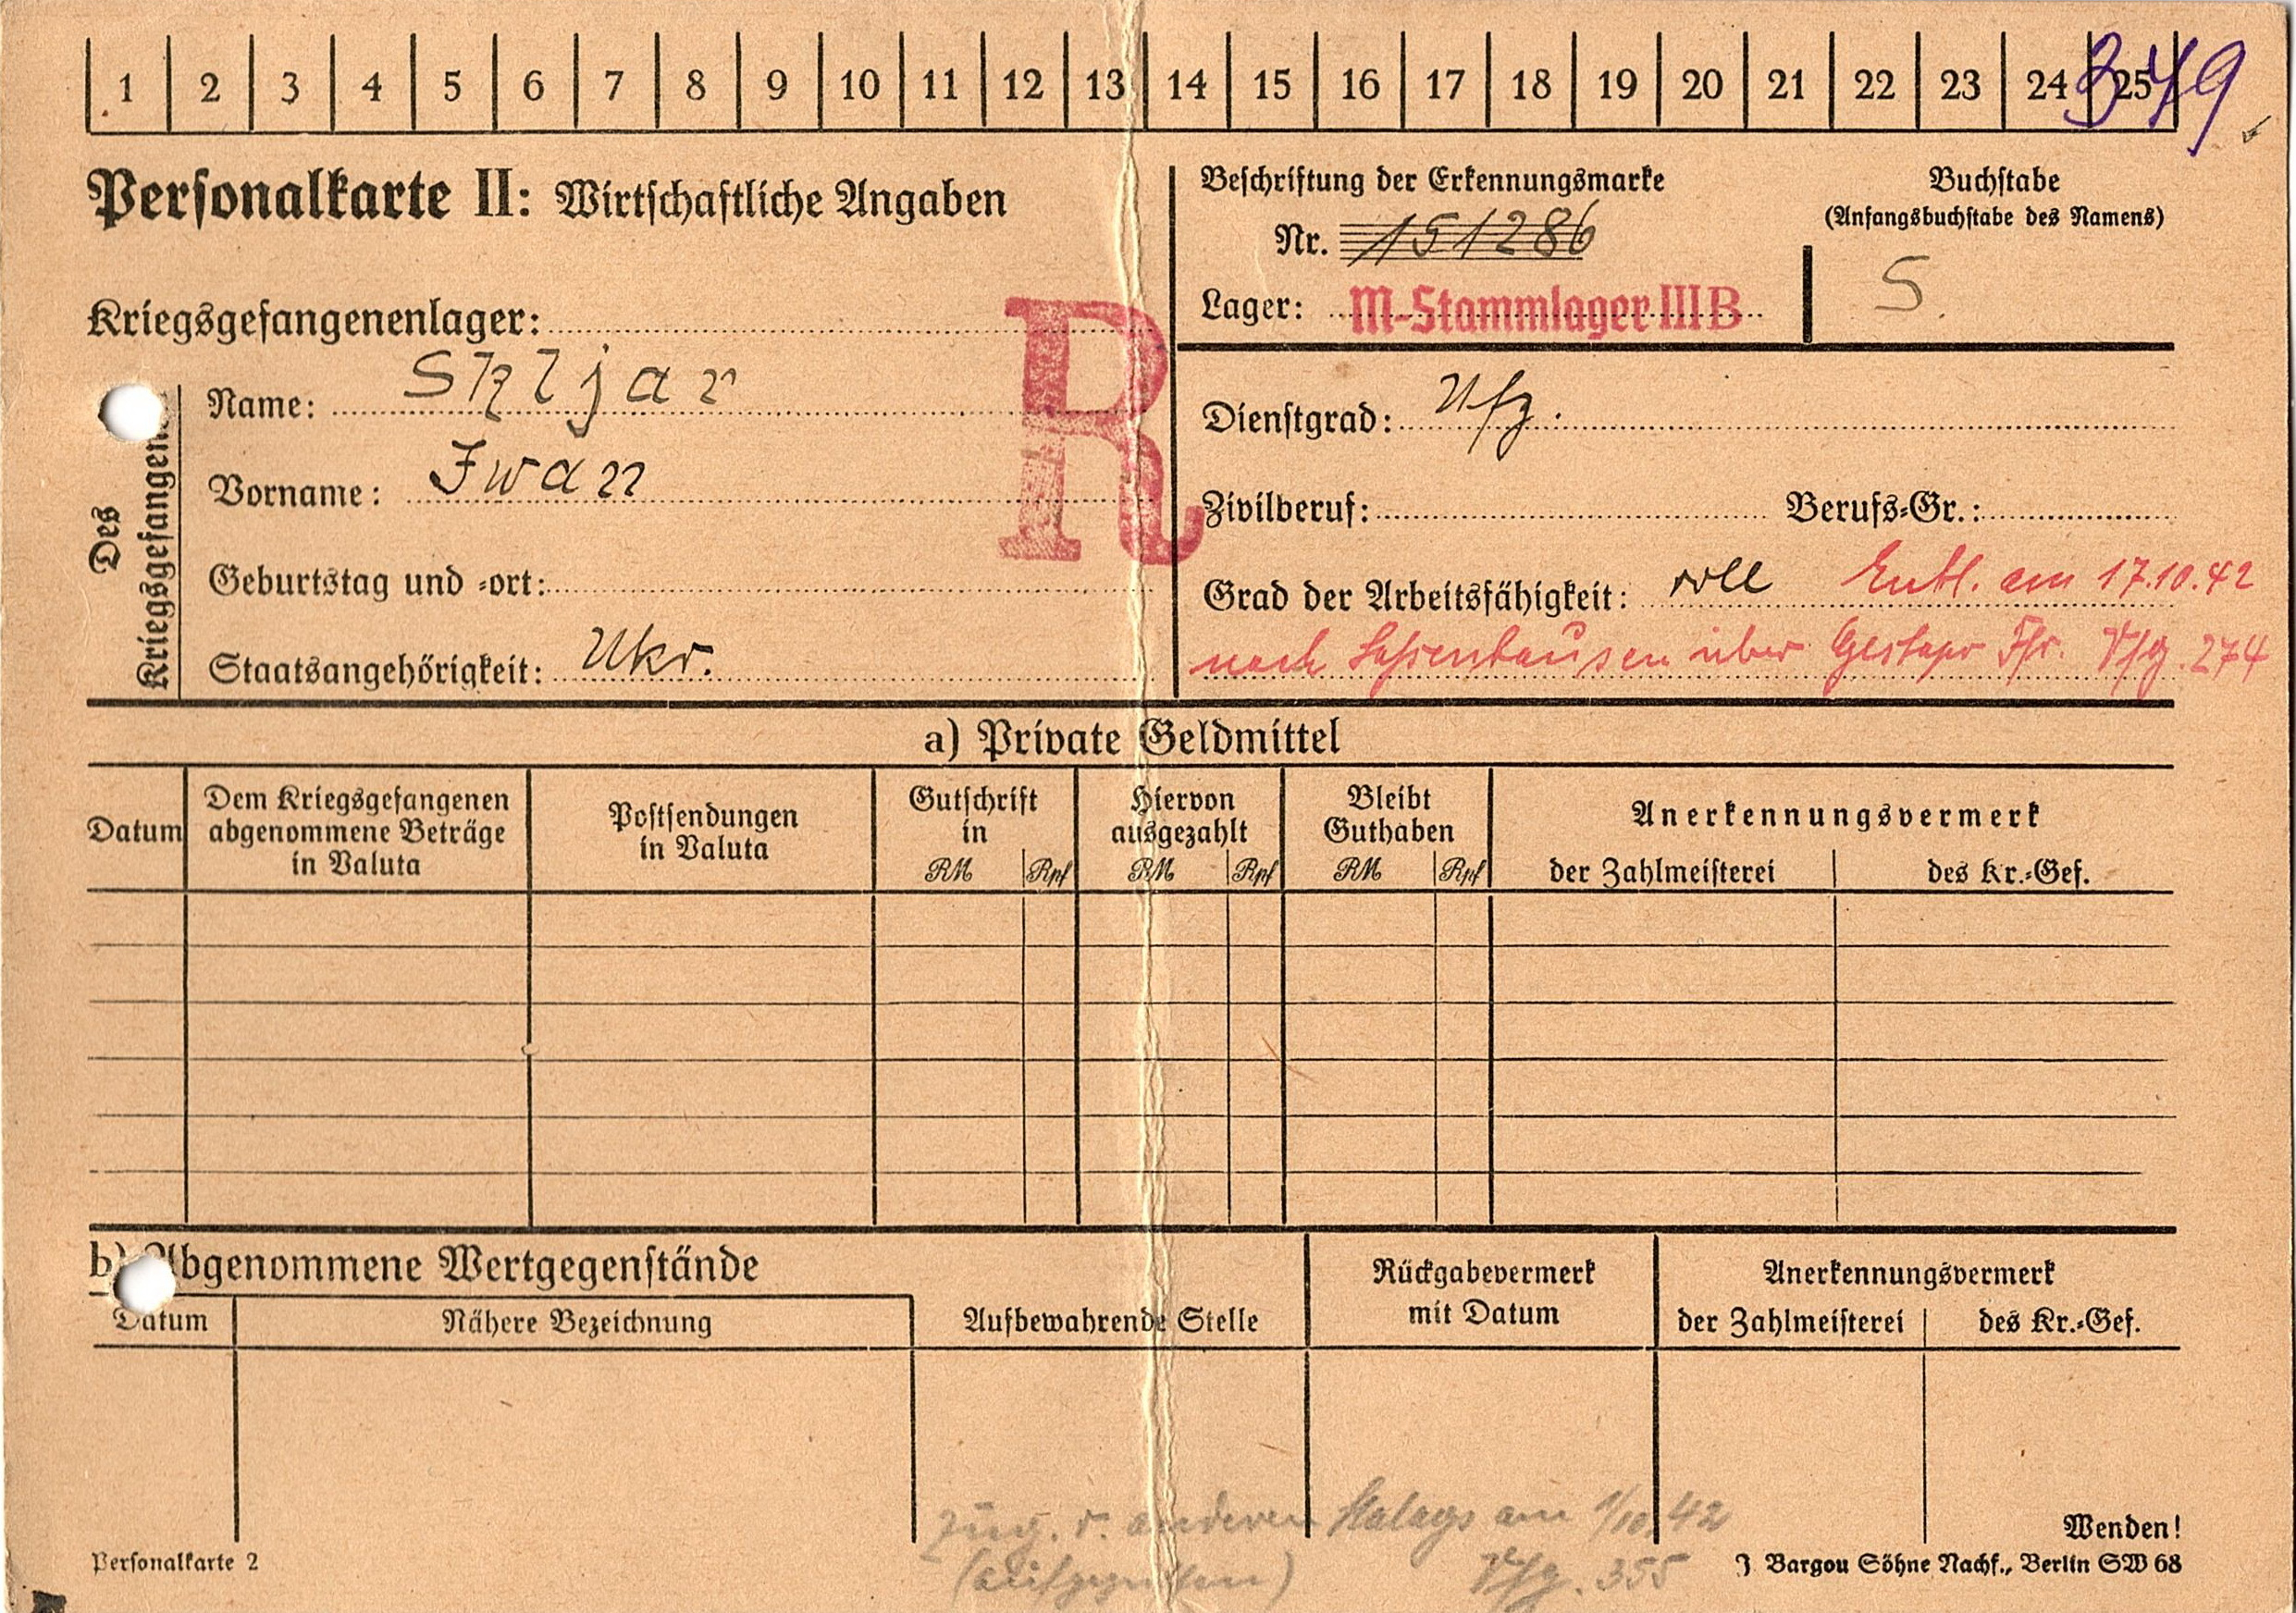 1 2 3 4 5 6 7 8 9 10 11 12 13 14 15 16 17 18 19 20 21 22 23 24 25
349
Personalkarte II: Wirtschaftliche Angaben
Beschriftung der Erkennungsmarke
Nr. 151286
Lager: M-Stammlager III B
Buchstabe
(Anfangsbuchstabe des Namens)
S.
Kriegsgefangenenlager:
R
Des
Kriegsgefangenen
Name: Skljar
Vorname: Iwan
Geburtstag und -ort:
Staatsangehörigkeit: Ukr.
Dienstgrad: Ufz.
Zivilberuf: Berufs-Gr.:
Grad der Arbeitsfähigkeit: voll Entl. am 17.10.42
nach über Gestapo Ffr. Vfg. 274
a) Private Geldmittel
Datum
Dem Kriegsgefangenen
abgenommene Beträge
in Valuta
Postsendungen
in Valuta
Gutschrift
in
RM Rpf
Hiervon
ausgezahlt
RM Rpf
Bleibt
Guthaben
RM Rpf
Anerkennungsvermerk
der Zahlmeisterei des Kr.-Gef.
b) Abgenommene Wertgegenstände
Datum
Nähere Bezeichnung
Aufbewahrende Stelle
Rückgabevermerk
mit Datum
Anerkennungsvermerk
der Zahlmeisterei des Kr.-Gef.
Zug. v. anderen Stalags am 1/10.42
(aufgegriffen) Vfg. 355
Wenden!
Personalkarte 2
J Bargou Söhne Nachf., Berlin SW 68